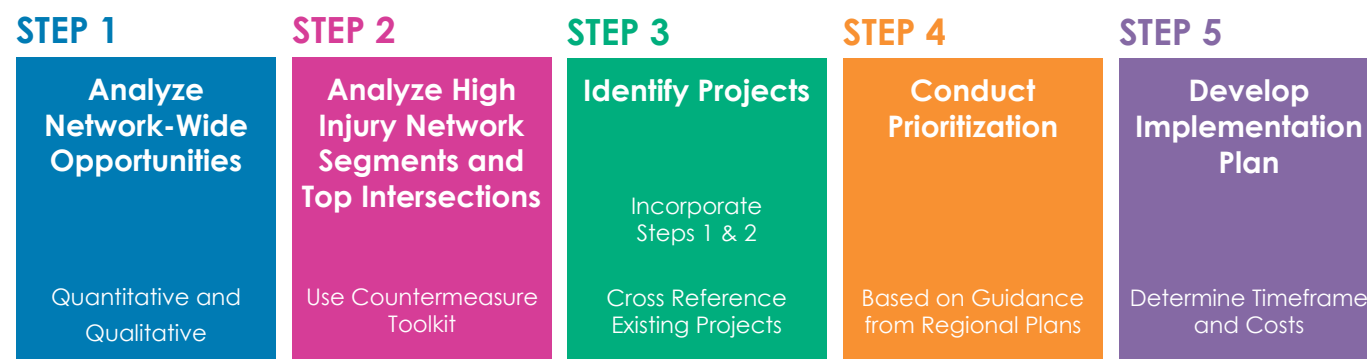 STEP 1
Analyze
Network-Wide
Opportunities
Quantitative and
Qualitative
STEP 2
Analyze High
Injury Network
Segments and
Top Intersections
Use Countermeasure
Toolkit
STEP 3
Identify Projects
Incorporate
Steps 1 & 2
Cross Reference
Existing Projects
STEP 4
Conduct
Prioritization
Based on Guidance
from Regional Plans
STEP 5
Develop
Implementation
Plan
Determine Timeframe
and Costs